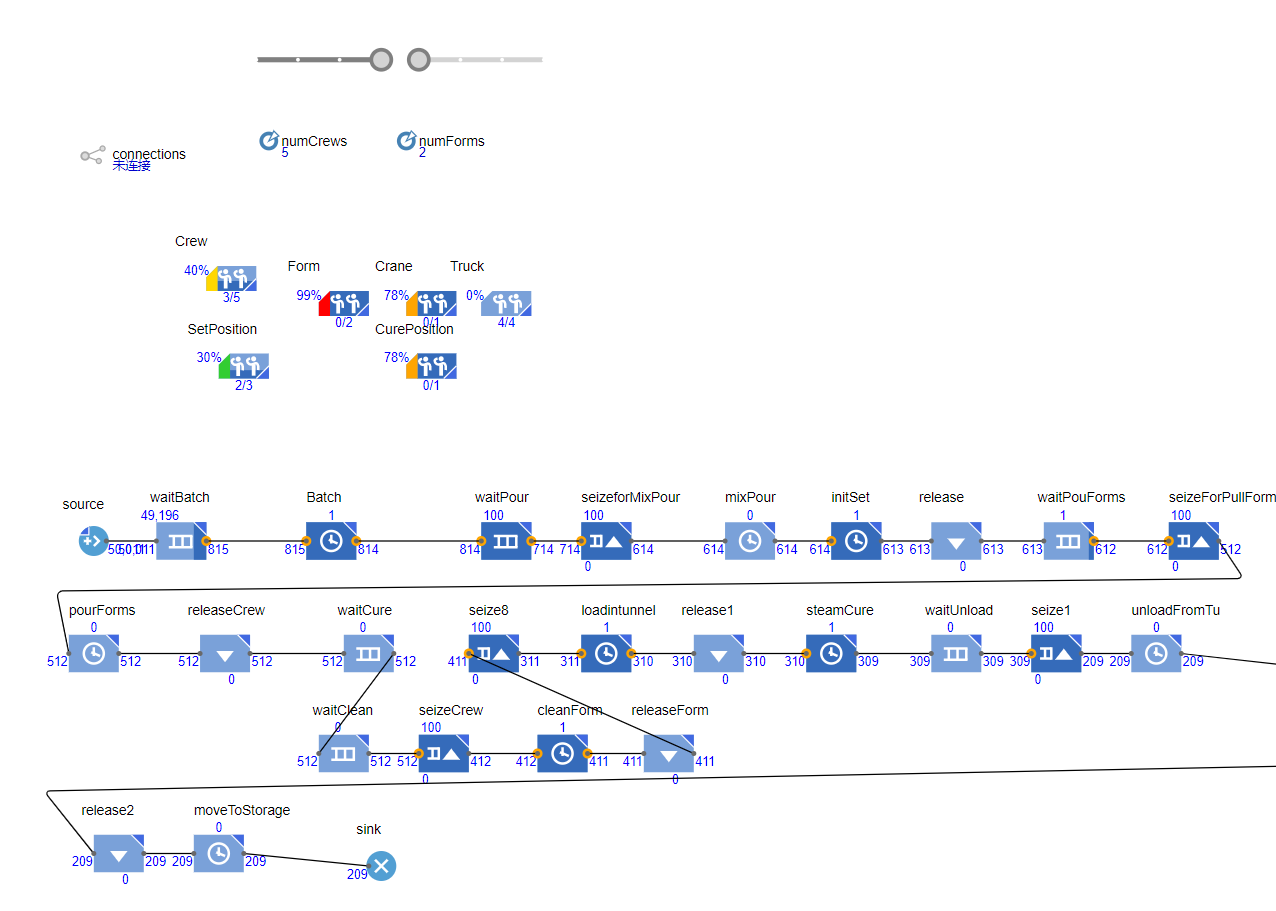 connections
未连接
numCrews
5
numForms
2
Crew
40%
3/5
Form
99%
0/2
Crane
78%
0/1
Truck
0%
4/4
SetPosition
30%
2/3
CurePosition
78%
0/1
source
waitBatch
49,196
815
Batch
1
815
814
waitPour
100
814
714
seizeforMixPour
100
714
614
0
mixPour
0
614
614
initSet
1
614
613
release
613
613
0
waitPouForms
1
613
612
seizeForPullForm
100
612
512
0
pourForms
0
512
512
releaseCrew
512
512
0
waitCure
0
512
512
seize8
100
411
311
0
loadintunnel
1
311
310
release1
310
310
0
steamCure
1
310
309
waitUnload
0
309
309
seize1
100
309
209
0
unloadFromTu
0
209
209
waitClean
0
512
512
seizeCrew
100
512
412
0
cleanForm
1
412
411
releaseForm
411
411
0
release2
209
209
0
moveToStorage
0
209
209
sink
209